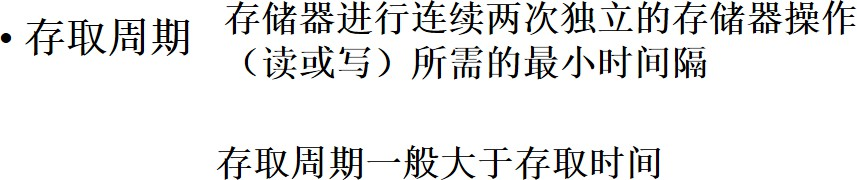 • 存取周期
存储器进行连续两次独立的存储器操作
（读或写）所需的最小时间隔
存取周期一般大于存取时间